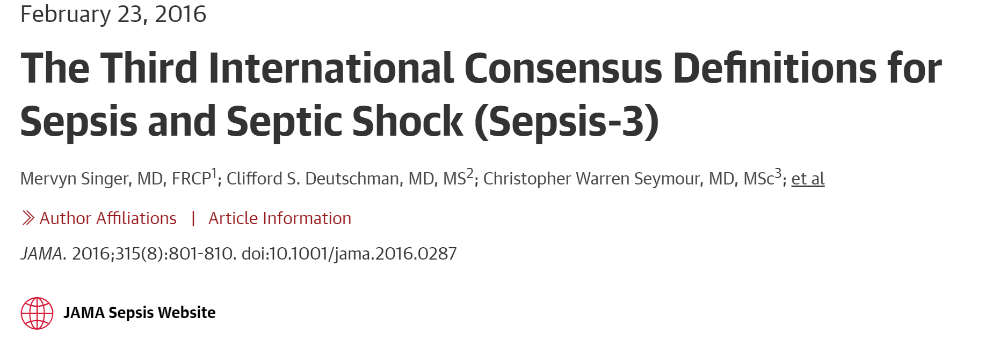 February 23, 2016
The Third International Consensus Definitions for
Sepsis and Septic Shock (Sepsis-3)
Mervyn Singer, MD, FRCP1; Clifford S. Deutschman, MD, MS2; Christopher Warren Seymour, MD, MSc3; et al
Author Affiliations | Article Information
JAMA. 2016;315(8):801-810. doi:10.1001/jama.2016.0287
JAMA Sepsis Website